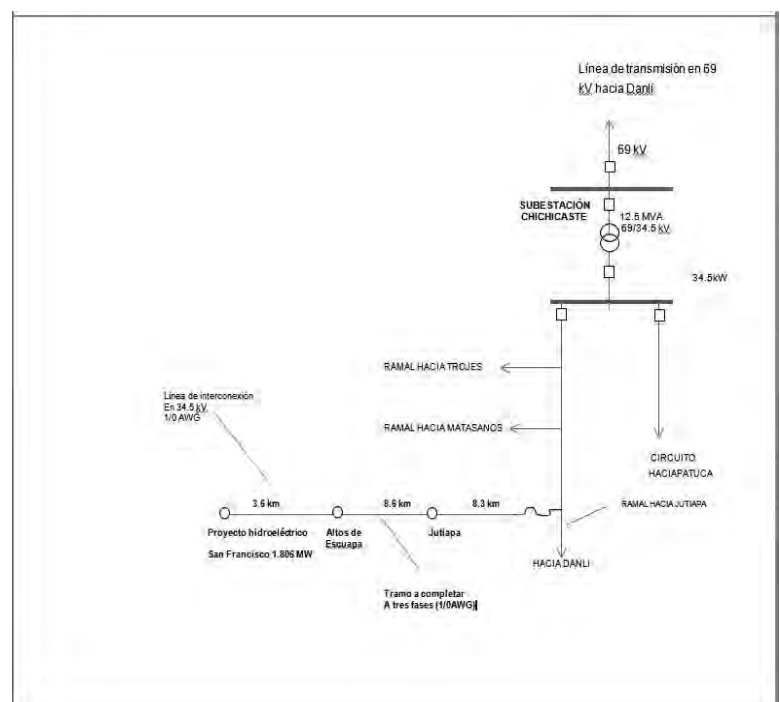 Línea de transmisión en 69
kV hacia Danli
69 kV
SUBESTACIÓN
CHICHICASTE
12.5 MVA
69/34.5 kV
34.5kW
RAMAL HACIA TROJES
Línea de interconexión
En 34.5 kV
1/0 AWG
RAMAL HACIA MATASANOS
CIRCUITO
HACIAPATUCA
3.6 km
8.6 km
8.3 km
RAMAL HACIA JUTIAPA
Proyecto hidroeléctrico
San Francisco 1.806 MW
Altos de
Escuapa
Jutiapa
HACIA DANLI
Tramo a completar
A tres fases (1/0AWG)